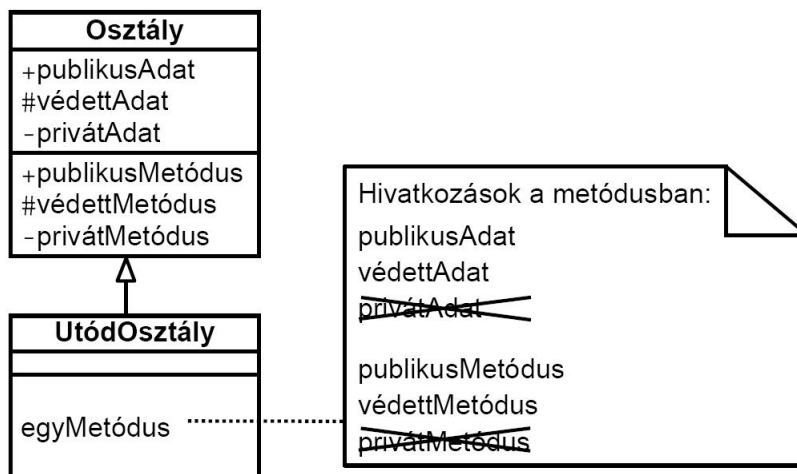 Osztály
+publikusAdat
#védettAdat
-privátAdat
+publikusMetódus
#védettMetódus
-privátMetódus
UtódOsztály
egyMetódus
Hivatkozások a metódusban:
publikusAdat
védettAdat
privátAdat
publikusMetódus
védettMetódus
privátMetódus